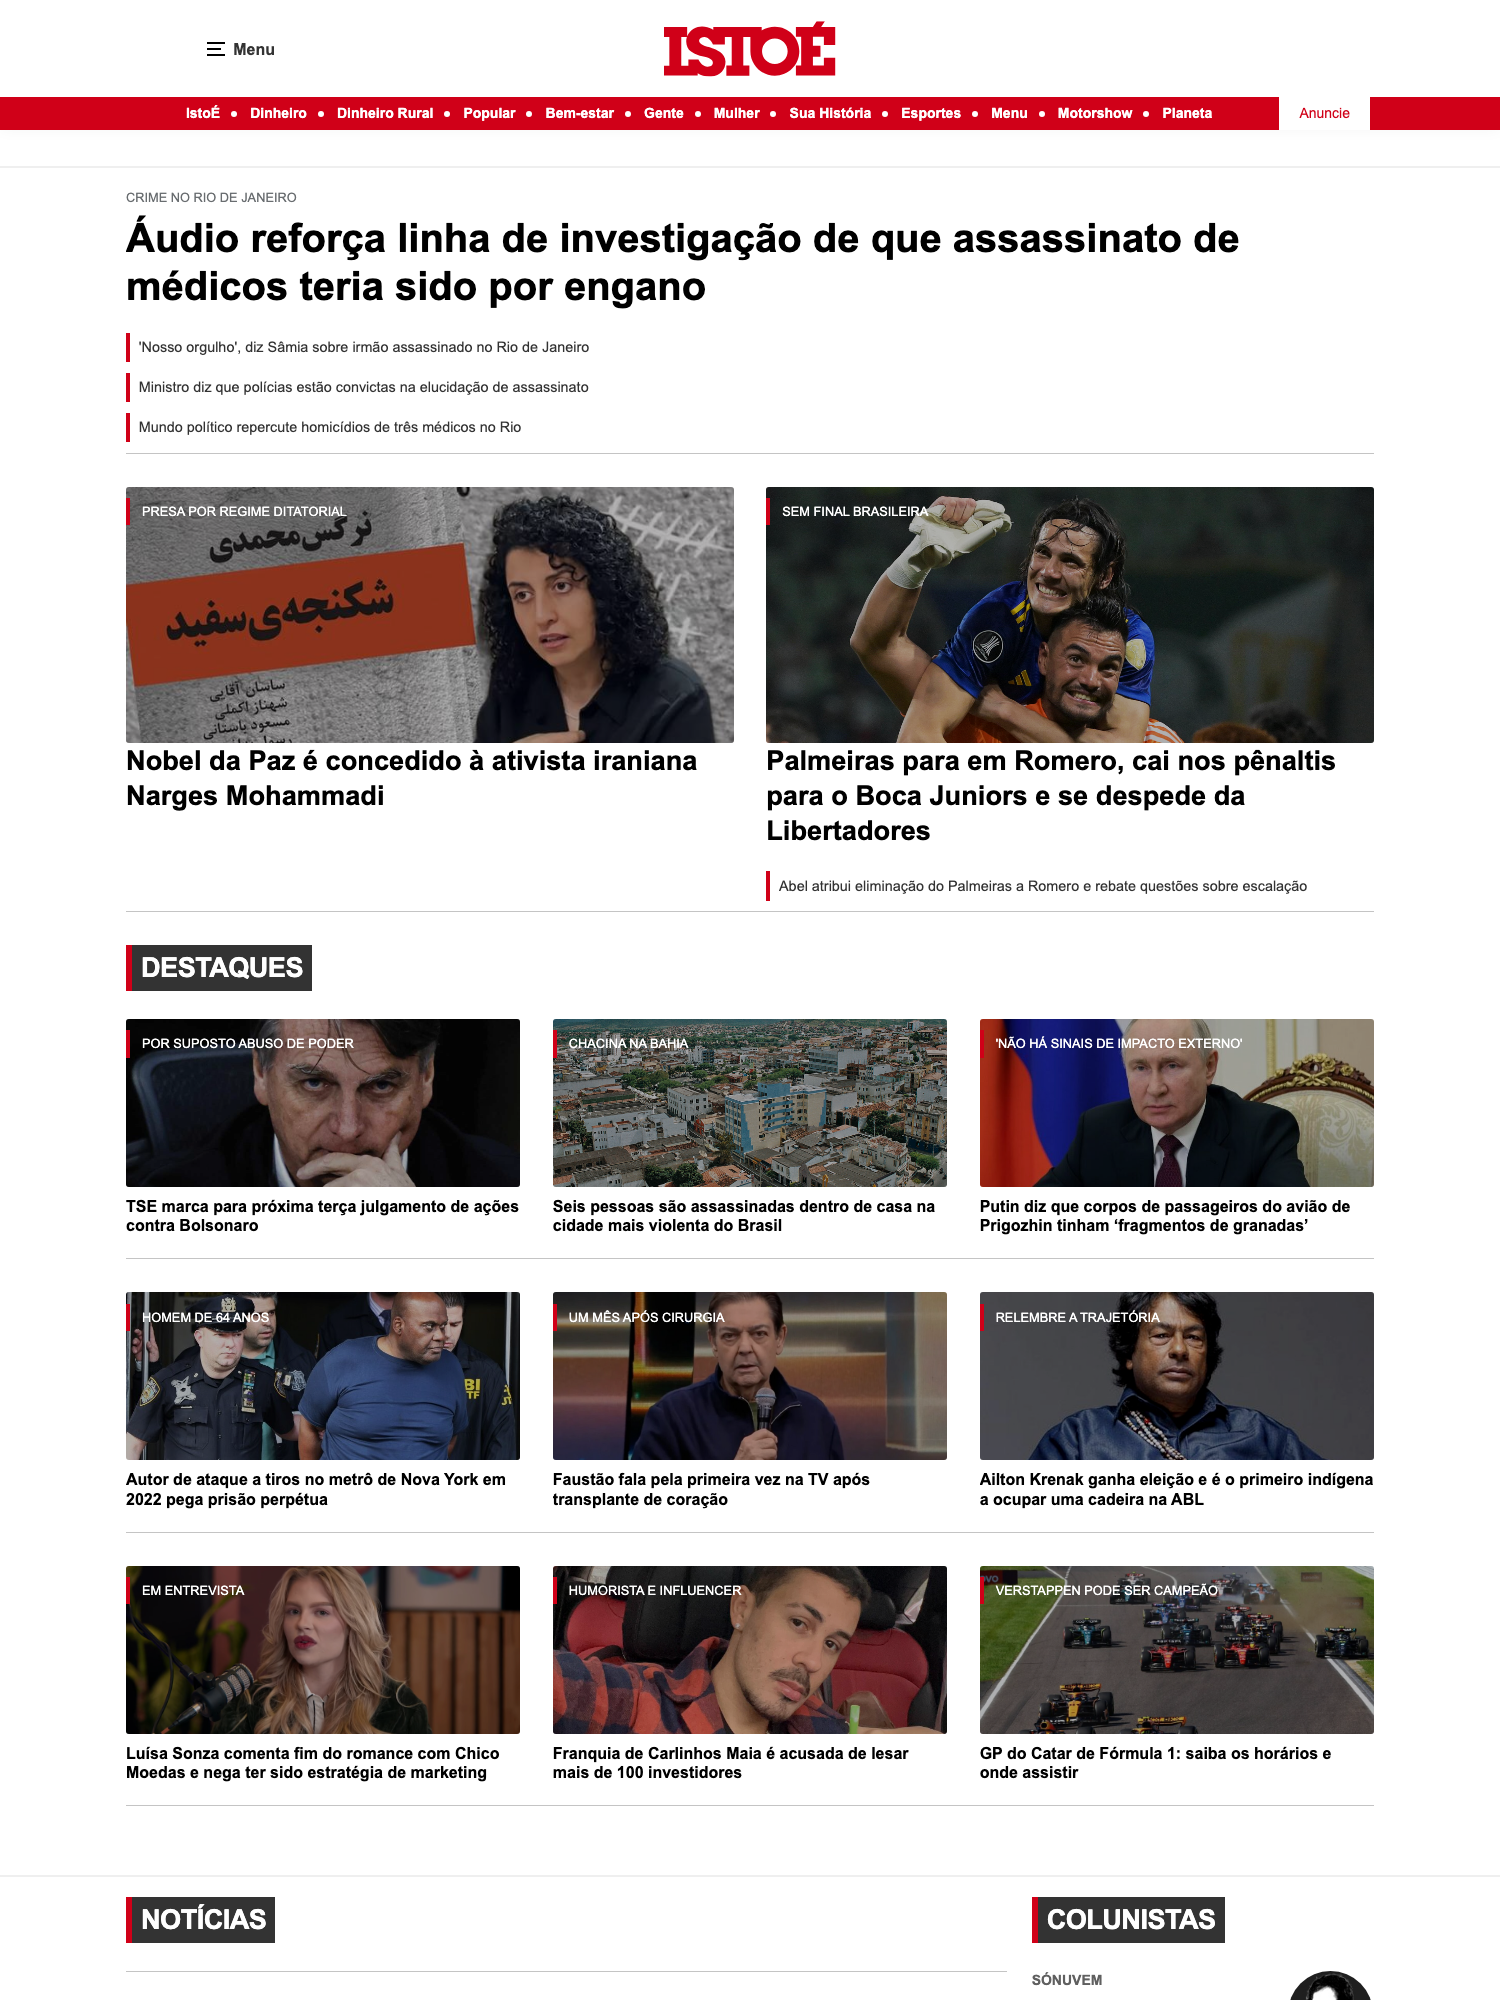 Menu
ISTOÉ
IstoÉ • Dinheiro • Dinheiro Rural • Popular • Bem-estar • Gente • Mulher • Sua História • Esportes • Menu • Motorshow • Planeta
Anuncie
CRIME NO RIO DE JANEIRO
Áudio reforça linha de investigação de que assassinato de
médicos teria sido por engano
'Nosso orgulho', diz Sâmia sobre irmão assassinado no Rio de Janeiro
Ministro diz que polícias estão convictas na elucidação de assassinato
Mundo político repercute homicídios de três médicos no Rio
PRESA POR REGIME DITATORIAL
نرگس محمدی
شکنجه‌ی سفید
ساسان آقایی
شهناز اکملی
مسعود باستانی
Nobel da Paz é concedido à ativista iraniana
Narges Mohammadi
SEM FINAL BRASILEIRA
Palmeiras para em Romero, cai nos pênaltis
para o Boca Juniors e se despede da
Libertadores
Abel atribui eliminação do Palmeiras a Romero e rebate questões sobre escalação
DESTAQUES
POR SUPOSTO ABUSO DE PODER
TSE marca para próxima terça julgamento de ações
contra Bolsonaro
CHACINA NA BAHIA
Seis pessoas são assassinadas dentro de casa na
cidade mais violenta do Brasil
'NÃO HÁ SINAIS DE IMPACTO EXTERNO'
Putin diz que corpos de passageiros do avião de
Prigozhin tinham ‘fragmentos de granadas’
HOMEM DE 64 ANOS
BI
TF
Autor de ataque a tiros no metrô de Nova York em
2022 pega prisão perpétua
UM MÊS APÓS CIRURGIA
Faustão fala pela primeira vez na TV após
transplante de coração
RELEMBRE A TRAJETÓRIA
Ailton Krenak ganha eleição e é o primeiro indígena
a ocupar uma cadeira na ABL
EM ENTREVISTA
Luísa Sonza comenta fim do romance com Chico
Moedas e nega ter sido estratégia de marketing
HUMORISTA E INFLUENCER
Franquia de Carlinhos Maia é acusada de lesar
mais de 100 investidores
VERSTAPPEN PODE SER CAMPEÃO
GP do Catar de Fórmula 1: saiba os horários e
onde assistir
NOTÍCIAS
COLUNISTAS
SÓNUVEM